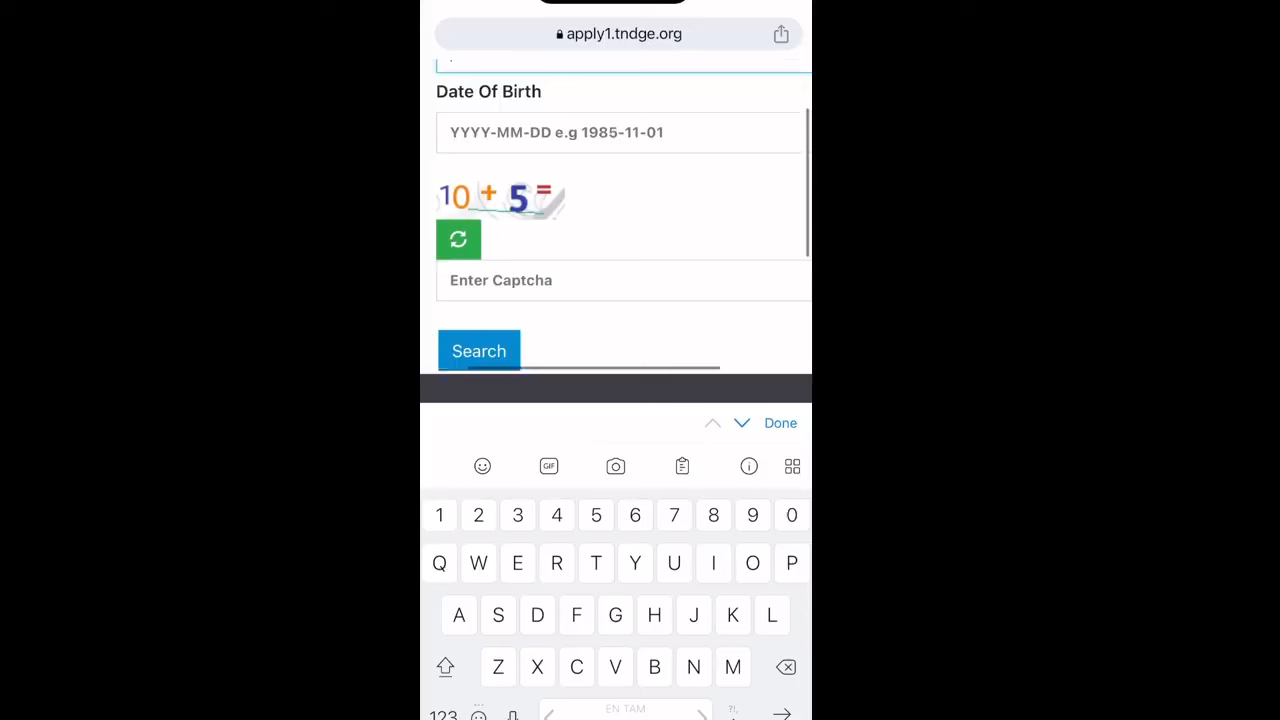 apply1.tndge.org
Date Of Birth
YYYY-MM-DD e.g 1985-11-01
10 + 5 =
Enter Captcha
Search
Done
GIF
1 2 3 4 5 6 7 8 9 0
Q W E R T Y U I O P
A S D F G H J K L
Z X C V B N M
123 EN TAM ?!,